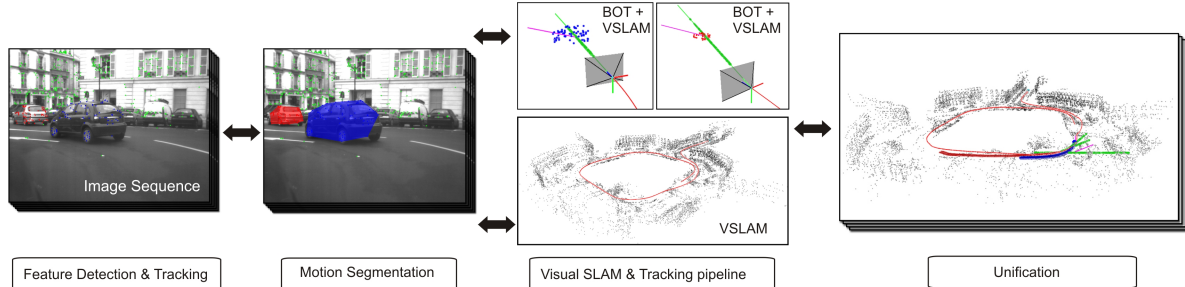 BOT +
VSLAM
BOT +
VSLAM
Image Sequence
VSLAM
Feature Detection & Tracking
Motion Segmentation
Visual SLAM & Tracking pipeline
Unification